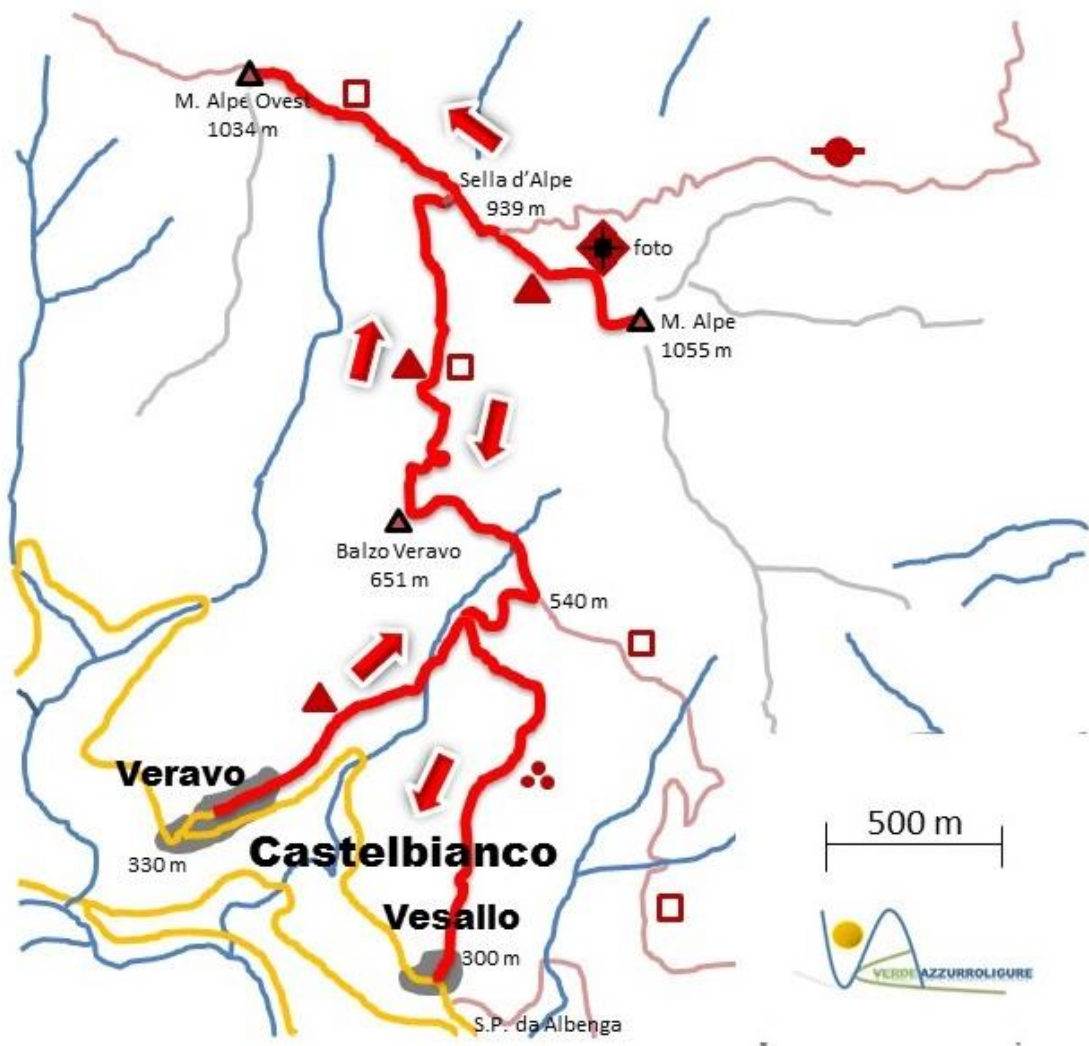 M. Alpe Ovest
1034 m
Sella d'Alpe
939 m
foto
M. Alpe
1055 m
Balzo Veravo
651 m
540 m
Veravo
330 m
Castelbianco
Vesallo
300 m
S.P. da Albenga
500 m
VERDEAZZURROLIGURE